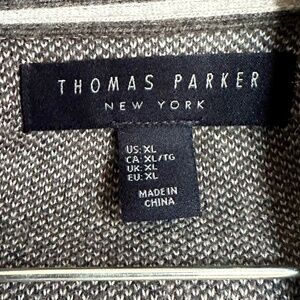 THOMAS PARKER
NEW YORK
US: XL
CA: XL/TG
UK: XL
EU: XL
MADE IN
CHINA